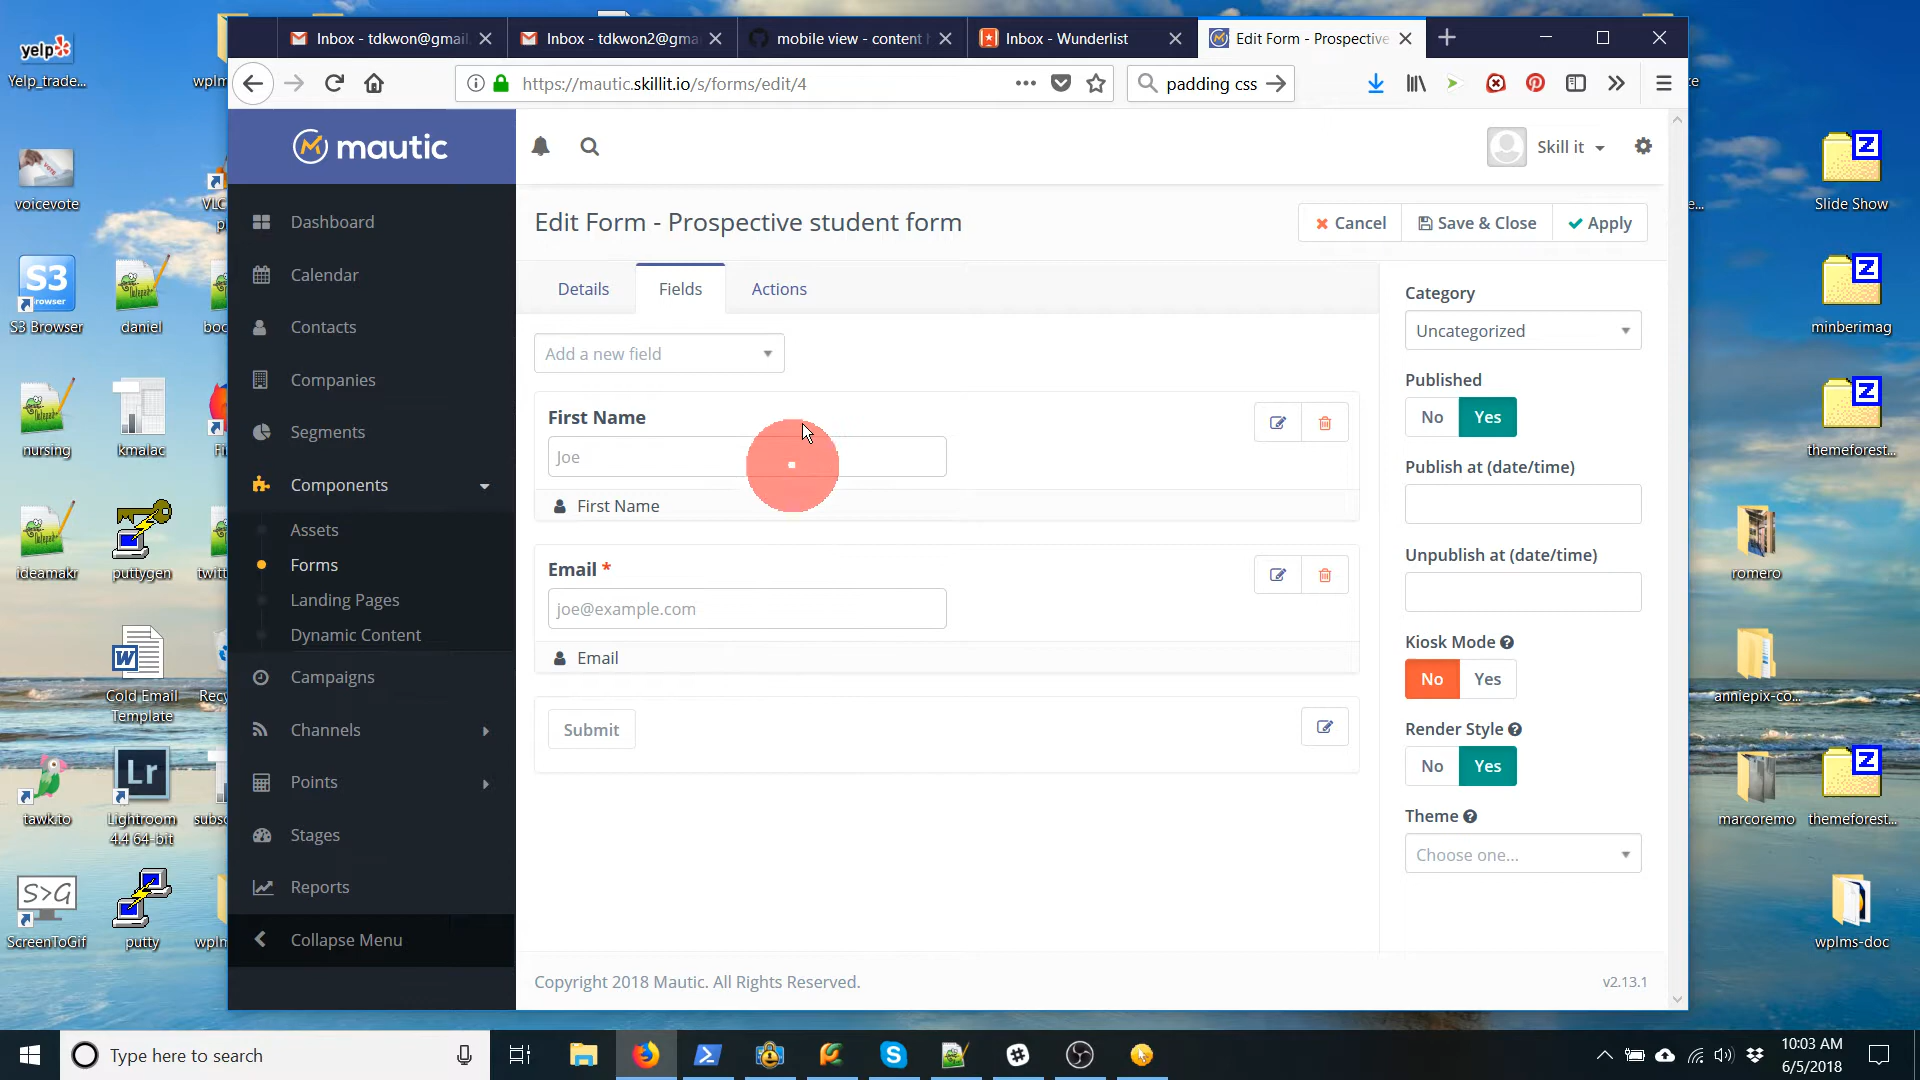 Inbox - tdkwon@gmail.
Inbox - tdkwon2@gma
mobile view - content
Inbox - Wunderlist
Edit Form - Prospective
https://mautic.skillit.io/s/forms/edit/4
padding css
mautic
Skill it
Dashboard
Calendar
Contacts
Companies
Segments
Components
Assets
Forms
Landing Pages
Dynamic Content
Campaigns
Channels
Points
Stages
Reports
Collapse Menu
Edit Form - Prospective student form
Cancel
Save & Close
Apply
Details
Fields
Actions
Add a new field
First Name
Joe
First Name
Email *
joe@example.com
Email
Submit
Category
Uncategorized
Published
No Yes
Publish at (date/time)
Unpublish at (date/time)
Kiosk Mode
No Yes
Render Style
No Yes
Theme
Choose one...
Copyright 2018 Mautic. All Rights Reserved.
v2.13.1
yelp
Yelp_trade...
voicevote
S3
Browser
S3 Browser
daniel
nursing
kmalac
ideamakr
puttygen
Cold Email
Template
tawk.to
Lr
Lightroom
4.4 64-bit
S>G
ScreenToGif
putty
Slide Show
minberimag
themeforest...
romero
anniepix-co...
marcoremo
themeforest...
wplms-doc
Type here to search
10:03 AM
6/5/2018